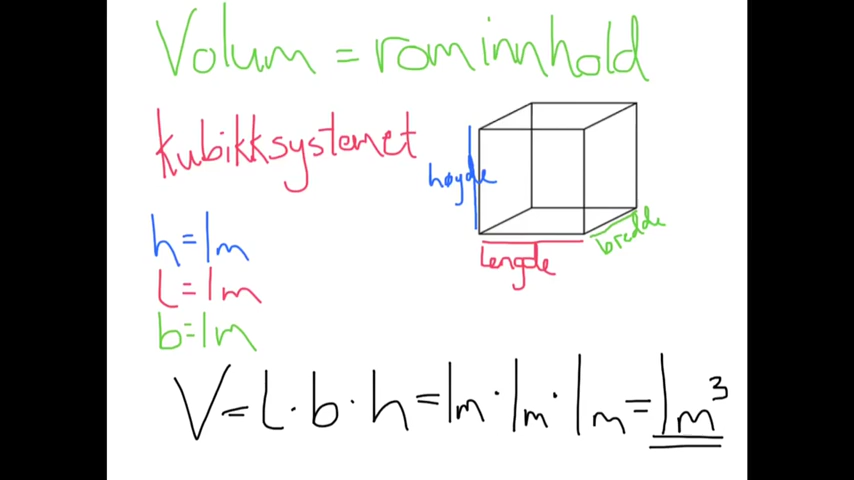 Volum = rominnhold
kubikksystemet
høyde
lengde
bredde
h = 1m
l = 1m
b = 1m
V = l · b · h = 1m · 1m · 1m = 1m³